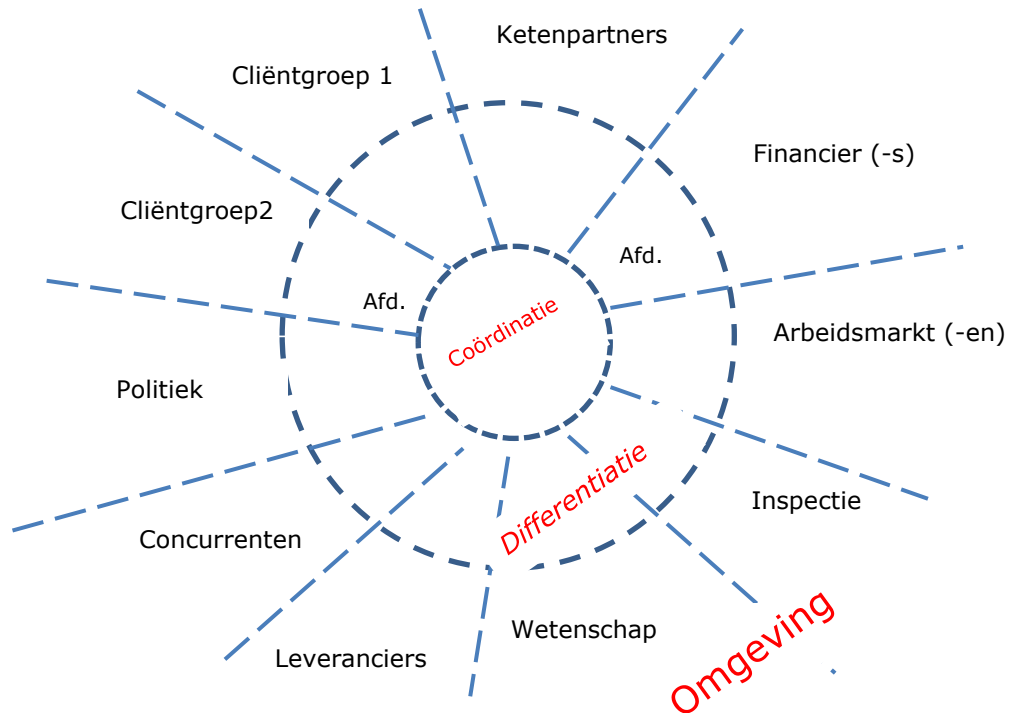 Ketenpartners
Cliëntgroep 1
Financier (-s)
Cliëntgroep2
Afd.
Afd.
Coördinatie
Arbeidsmarkt (-en)
Politiek
Differentiatie
Inspectie
Concurrenten
Wetenschap
Omgeving
Leveranciers